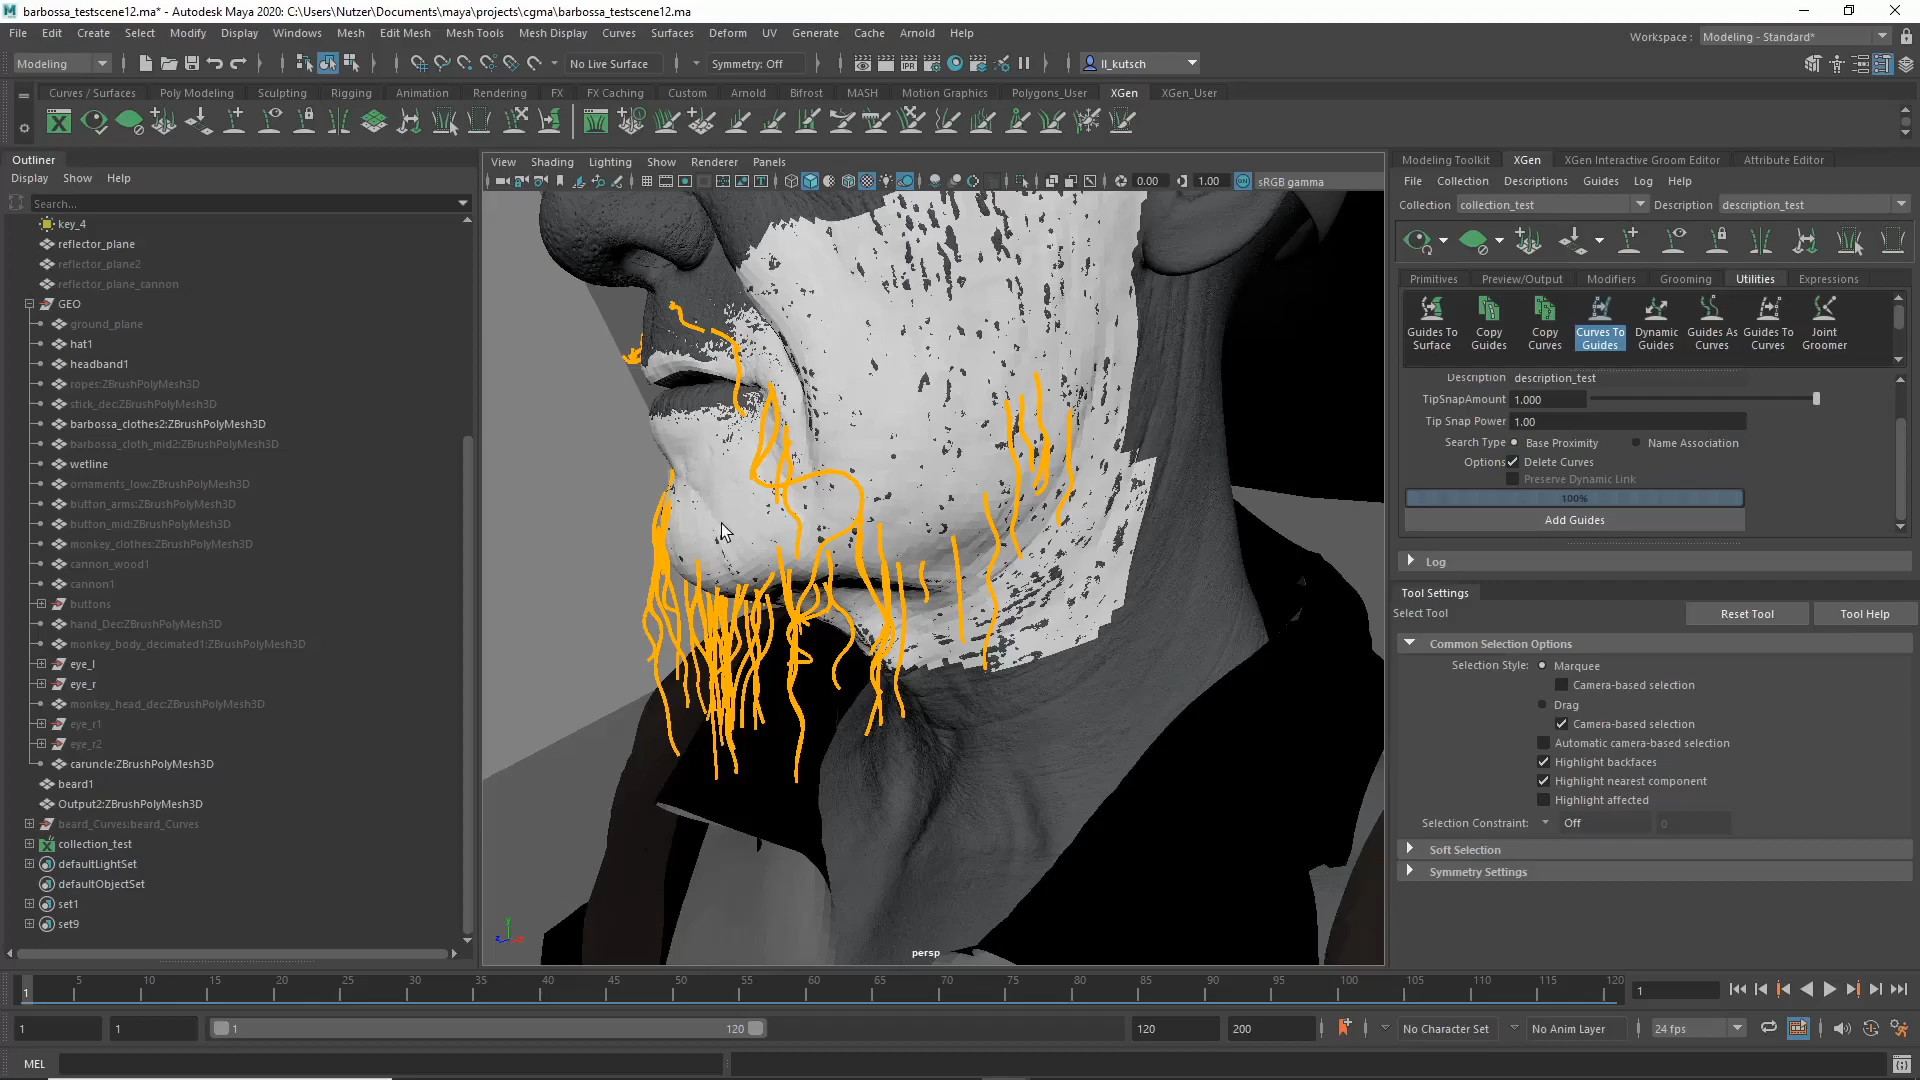 barbossa_testscene12.ma* - Autodesk Maya 2020: C:\Users\Nutzer\Documents\maya\projects\cgma\barbossa_testscene12.ma
File Edit Create Select Modify Display Windows Mesh Edit Mesh Mesh Tools Mesh Display Curves Surfaces Deform UV Generate Cache Arnold Help
Workspace : Modeling - Standard*
Modeling No Live Surface Symmetry: Off ll_kutsch
Curves / Surfaces Poly Modeling Sculpting Rigging Animation Rendering FX FX Caching Custom Arnold Bifrost MASH Motion Graphics Polygons_User XGen XGen_User
Outliner
Display Show Help
Search...
key_4
reflector_plane
reflector_plane2
reflector_plane_cannon
GEO
ground_plane
hat1
headband1
ropes:ZBrushPolyMesh3D
stick_dec:ZBrushPolyMesh3D
barbossa_clothes2:ZBrushPolyMesh3D
barbossa_cloth_mid2:ZBrushPolyMesh3D
wetline
ornaments_low:ZBrushPolyMesh3D
button_arms:ZBrushPolyMesh3D
button_mid:ZBrushPolyMesh3D
monkey_clothes:ZBrushPolyMesh3D
cannon_wood1
cannon1
buttons
hand_Dec:ZBrushPolyMesh3D
monkey_body_decimated1:ZBrushPolyMesh3D
eye_l
eye_r
monkey_head_dec:ZBrushPolyMesh3D
eye_r1
eye_r2
caruncle:ZBrushPolyMesh3D
beard1
Output2:ZBrushPolyMesh3D
beard_Curves:beard_Curves
collection_test
defaultLightSet
defaultObjectSet
set1
set9
View Shading Lighting Show Renderer Panels
0.00 1.00 ON sRGB gamma
y
z
x
persp
Modeling Toolkit XGen XGen Interactive Groom Editor Attribute Editor
File Collection Descriptions Guides Log Help
Collection collection_test Description description_test
Primitives Preview/Output Modifiers Grooming Utilities Expressions
Guides To Surface
Copy Guides
Copy Curves
Curves To Guides
Dynamic Guides
Guides As Curves
Guides To Curves
Joint Groomer
Description description_test
TipSnapAmount 1.000
Tip Snap Power 1.00
Search Type Base Proximity Name Association
Options Delete Curves
Preserve Dynamic Link
100%
Add Guides
Log
Tool Settings
Select Tool Reset Tool Tool Help
Common Selection Options
Selection Style: Marquee
Camera-based selection
Drag
Camera-based selection
Automatic camera-based selection
Highlight backfaces
Highlight nearest component
Highlight affected
Selection Constraint: Off 0
Soft Selection
Symmetry Settings
1 5 10 15 20 25 30 35 40 45 50 55 60 65 70 75 80 85 90 95 100 105 110 115 120
1
1 1 1 120 120 200 No Character Set No Anim Layer 24 fps
MEL